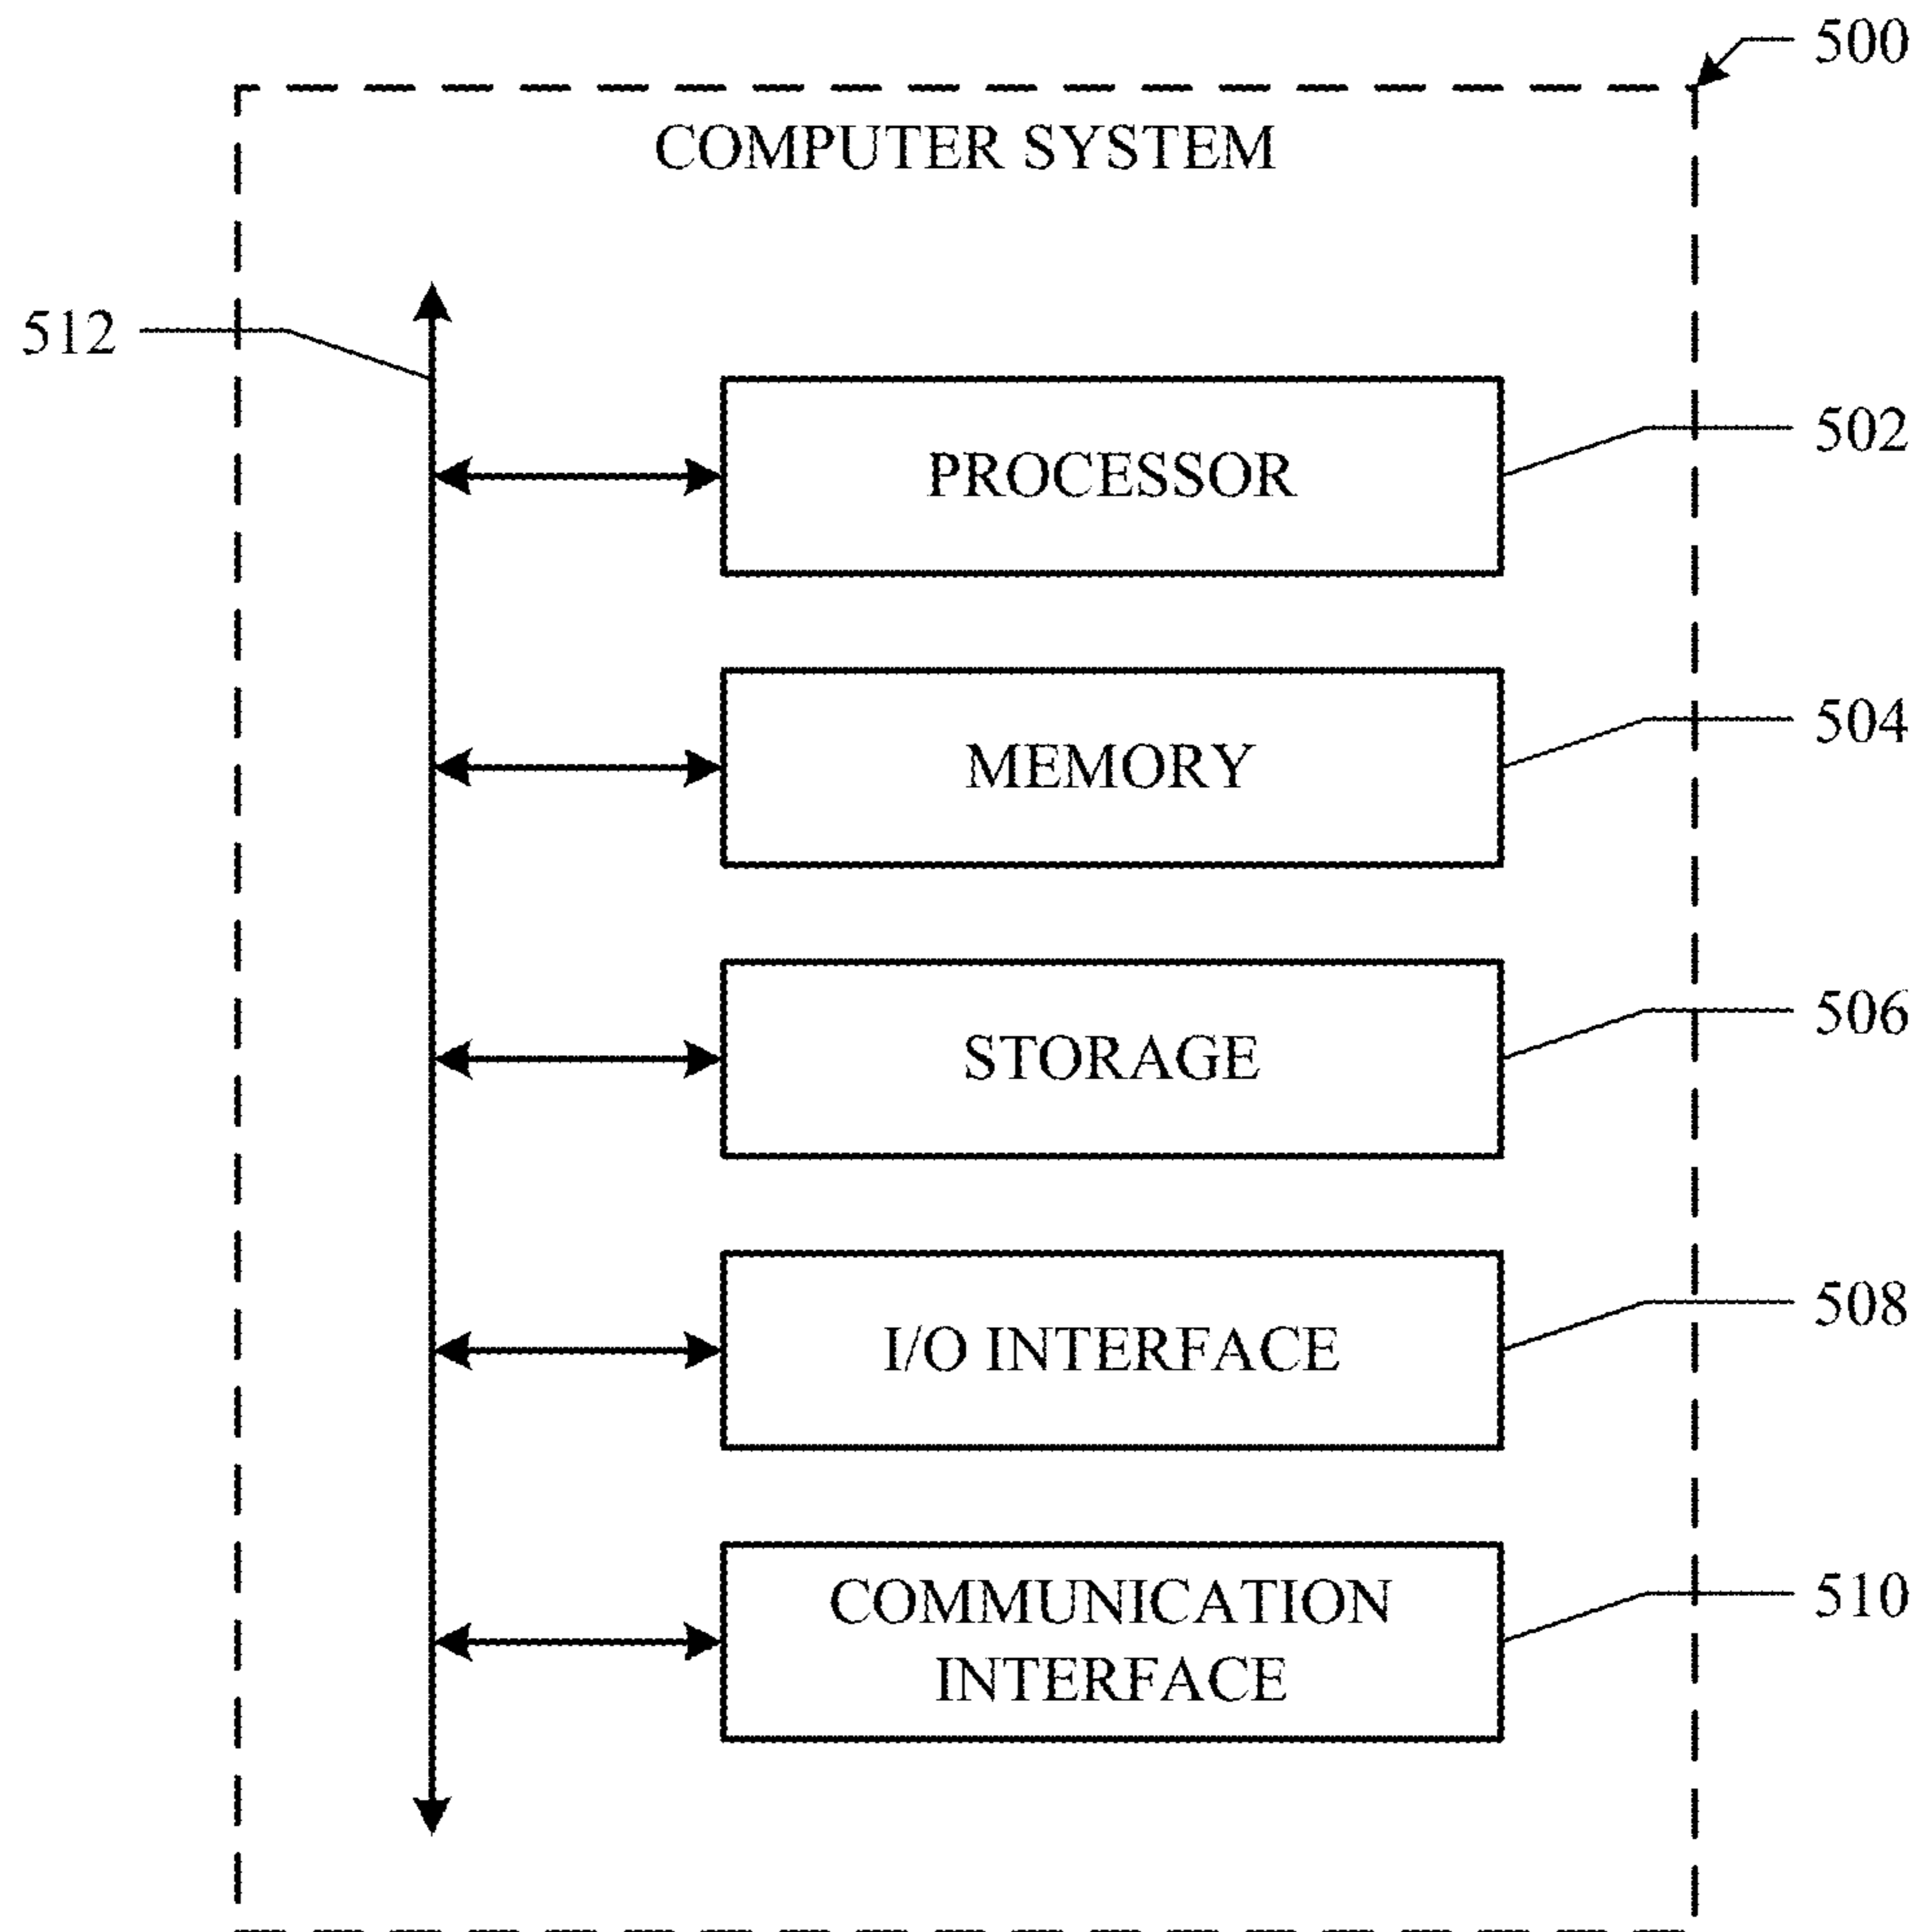 500
COMPUTER SYSTEM
512
PROCESSOR
502
MEMORY
504
STORAGE
506
I/O INTERFACE
508
COMMUNICATION
INTERFACE
510